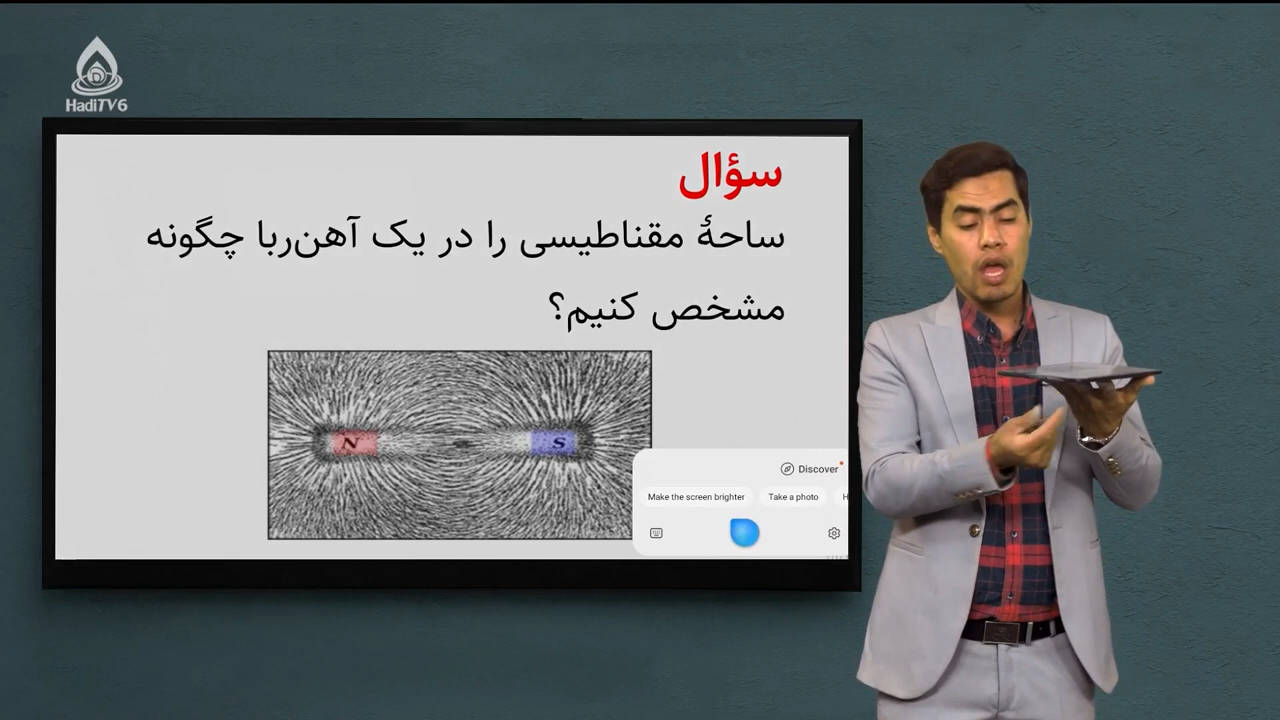 HadiTV6
سؤال
ساحهٔ مقناطیسی را در یک آهن‌ربا چگونه
مشخص کنیم؟
N
S
Discover
Make the screen brighter
Take a photo
H